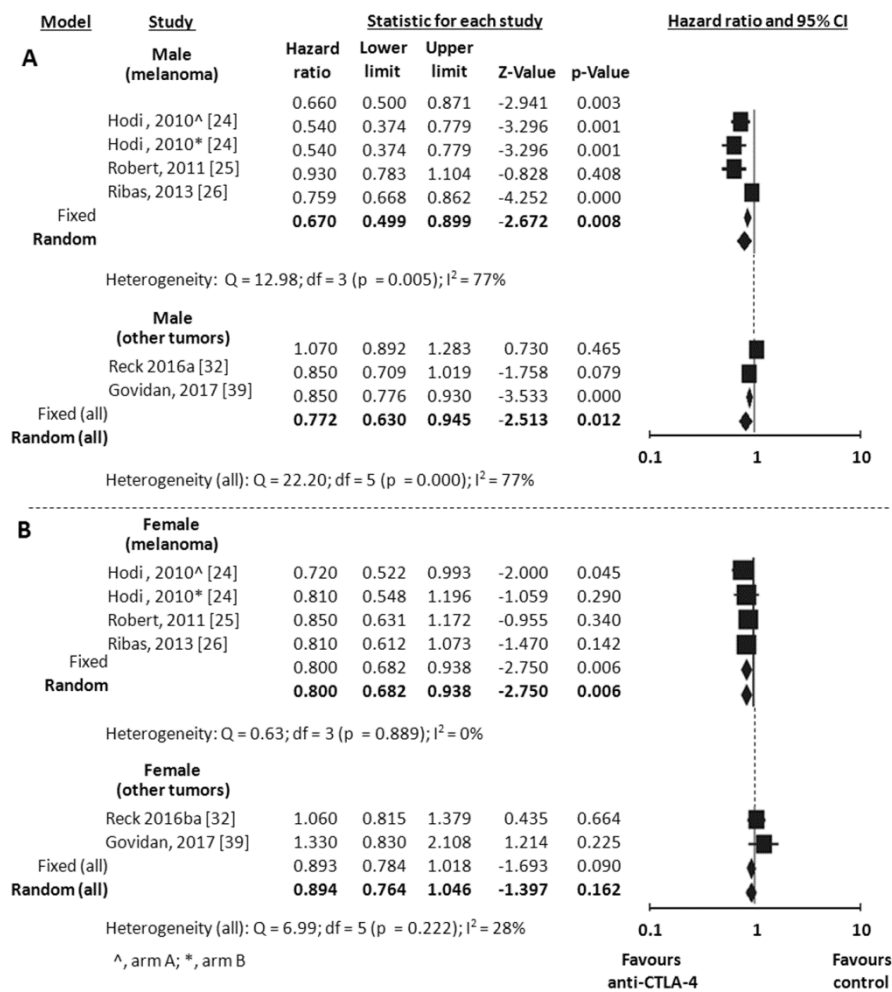 Model Study Statistic for each study Hazard ratio and 95% CI
A Male
(melanoma)
Hazard ratio Lower limit Upper limit Z-Value p-Value
0.660 0.500 0.871 -2.941 0.003
Hodi, 2010^ [24] 0.540 0.374 0.779 -3.296 0.001
Hodi, 2010* [24] 0.540 0.374 0.779 -3.296 0.001
Robert, 2011 [25] 0.930 0.783 1.104 -0.828 0.408
Ribas, 2013 [26] 0.759 0.668 0.862 -4.252 0.000
Fixed 0.670 0.499 0.899 -2.672 0.008
Random
Heterogeneity: Q = 12.98; df = 3 (p = 0.005); I² = 77%
Male
(other tumors)
1.070 0.892 1.283 0.730 0.465
Reck 2016a [32] 0.850 0.709 1.019 -1.758 0.079
Govidan, 2017 [39] 0.850 0.776 0.930 -3.533 0.000
Fixed (all) 0.772 0.630 0.945 -2.513 0.012
Random (all)
0.1 1 10
Heterogeneity (all): Q = 22.20; df = 5 (p = 0.000); I² = 77%
B Female
(melanoma)
Hodi, 2010^ [24] 0.720 0.522 0.993 -2.000 0.045
Hodi, 2010* [24] 0.810 0.548 1.196 -1.059 0.290
Robert, 2011 [25] 0.850 0.631 1.172 -0.955 0.340
Ribas, 2013 [26] 0.810 0.612 1.073 -1.470 0.142
Fixed 0.800 0.682 0.938 -2.750 0.006
Random 0.800 0.682 0.938 -2.750 0.006
Heterogeneity: Q = 0.63; df = 3 (p = 0.889); I² = 0%
Female
(other tumors)
Reck 2016ba [32] 1.060 0.815 1.379 0.435 0.664
Govidan, 2017 [39] 1.330 0.830 2.108 1.214 0.225
Fixed (all) 0.893 0.784 1.018 -1.693 0.090
Random (all) 0.894 0.764 1.046 -1.397 0.162
Heterogeneity (all): Q = 6.99; df = 5 (p = 0.222); I² = 28%
0.1 1 10
^, arm A; *, arm B
Favours anti-CTLA-4
Favours control